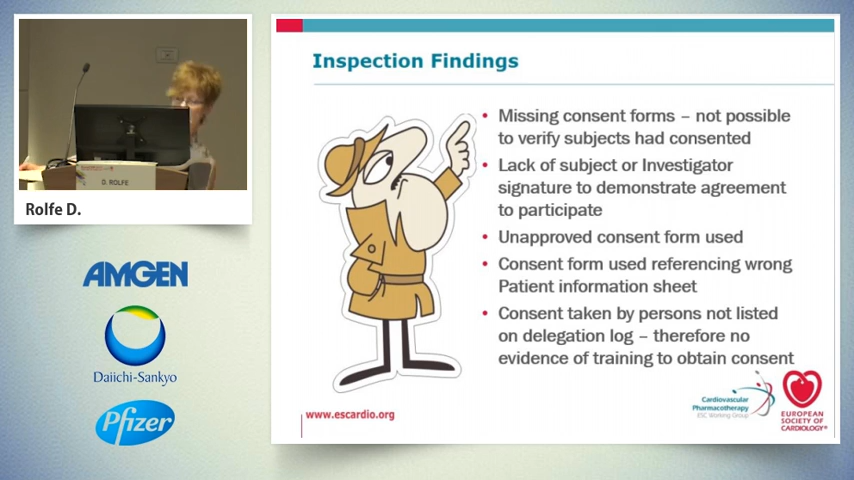 Inspection Findings
• Missing consent forms – not possible
to verify subjects had consented
• Lack of subject or Investigator
signature to demonstrate agreement
to participate
• Unapproved consent form used
• Consent form used referencing wrong
Patient information sheet
• Consent taken by persons not listed
on delegation log – therefore no
evidence of training to obtain consent
www.escardio.org
Cardiovascular
Pharmacotherapy
ESC Working Group
EUROPEAN
SOCIETY OF
CARDIOLOGY®
D. ROLFE
Rolfe D.
AMGEN
Daiichi-Sankyo
Pfizer